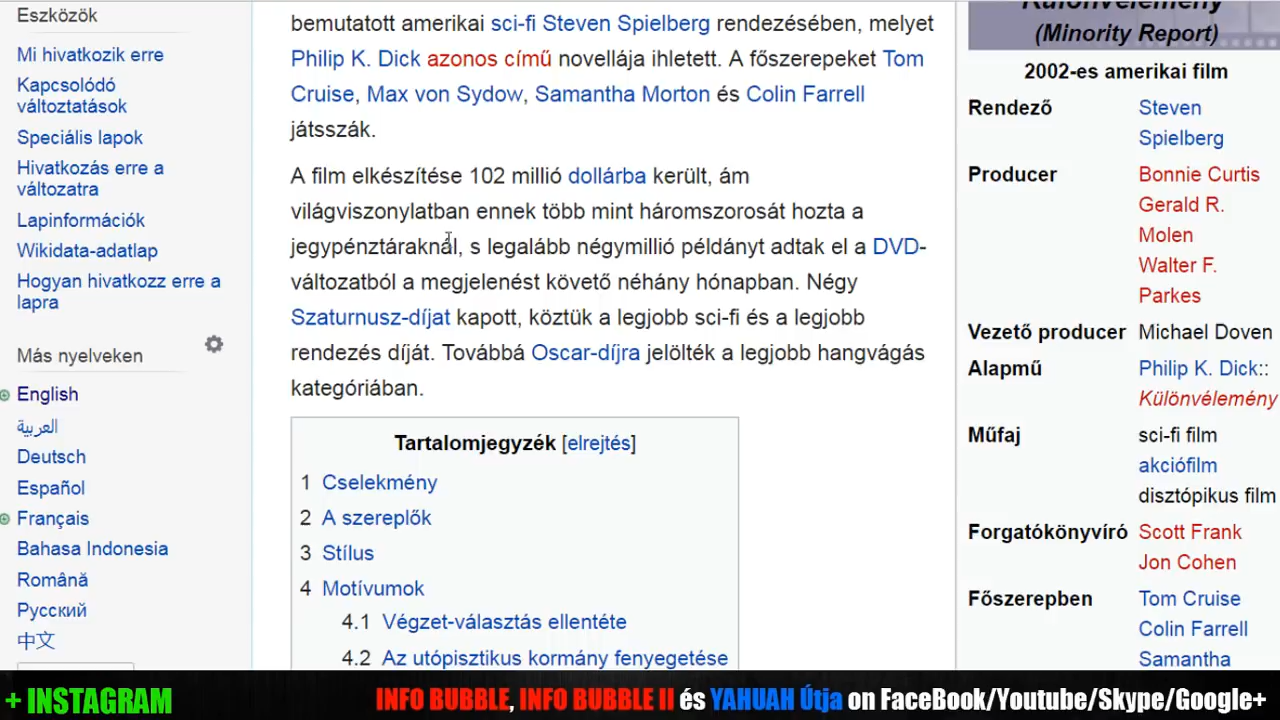 Eszközök
Mi hivatkozik erre
Kapcsolódó
változtatások
Speciális lapok
Hivatkozás erre a
változatra
Lapinformációk
Wikidata-adatlap
Hogyan hivatkozz erre a
lapra
Más nyelveken
English
العربية
Deutsch
Español
Français
Bahasa Indonesia
Română
Русский
中文
bemutatott amerikai sci-fi Steven Spielberg rendezésében, melyet
Philip K. Dick azonos című novellája ihletett. A főszerepeket Tom
Cruise, Max von Sydow, Samantha Morton és Colin Farrell
játsszák.
A film elkészítése 102 millió dollárba került, ám
világviszonylatban ennek több mint háromszorosát hozta a
jegypénztáraknál, s legalább négymillió példányt adtak el a DVD-
változatból a megjelenést követő néhány hónapban. Négy
Szaturnusz-díjat kapott, köztük a legjobb sci-fi és a legjobb
rendezés díját. Továbbá Oscar-díjra jelölték a legjobb hangvágás
kategóriában.
Tartalomjegyzék [elrejtés]
1 Cselekmény
2 A szereplők
3 Stílus
4 Motívumok
4.1 Végzet-választás ellentéte
4.2 Az utópisztikus kormány fenyegetése
Különvélemény
(Minority Report)
2002-es amerikai film
Rendező Steven
Spielberg
Producer Bonnie Curtis
Gerald R.
Molen
Walter F.
Parkes
Vezető producer Michael Doven
Alapmű Philip K. Dick::
Különvélemény
Műfaj sci-fi film
akciófilm
disztópikus film
Forgatókönyvíró Scott Frank
Jon Cohen
Főszerepben Tom Cruise
Colin Farrell
Samantha
+ INSTAGRAM
INFO BUBBLE, INFO BUBBLE II és YAHUAH Útja on FaceBook/Youtube/Skype/Google+